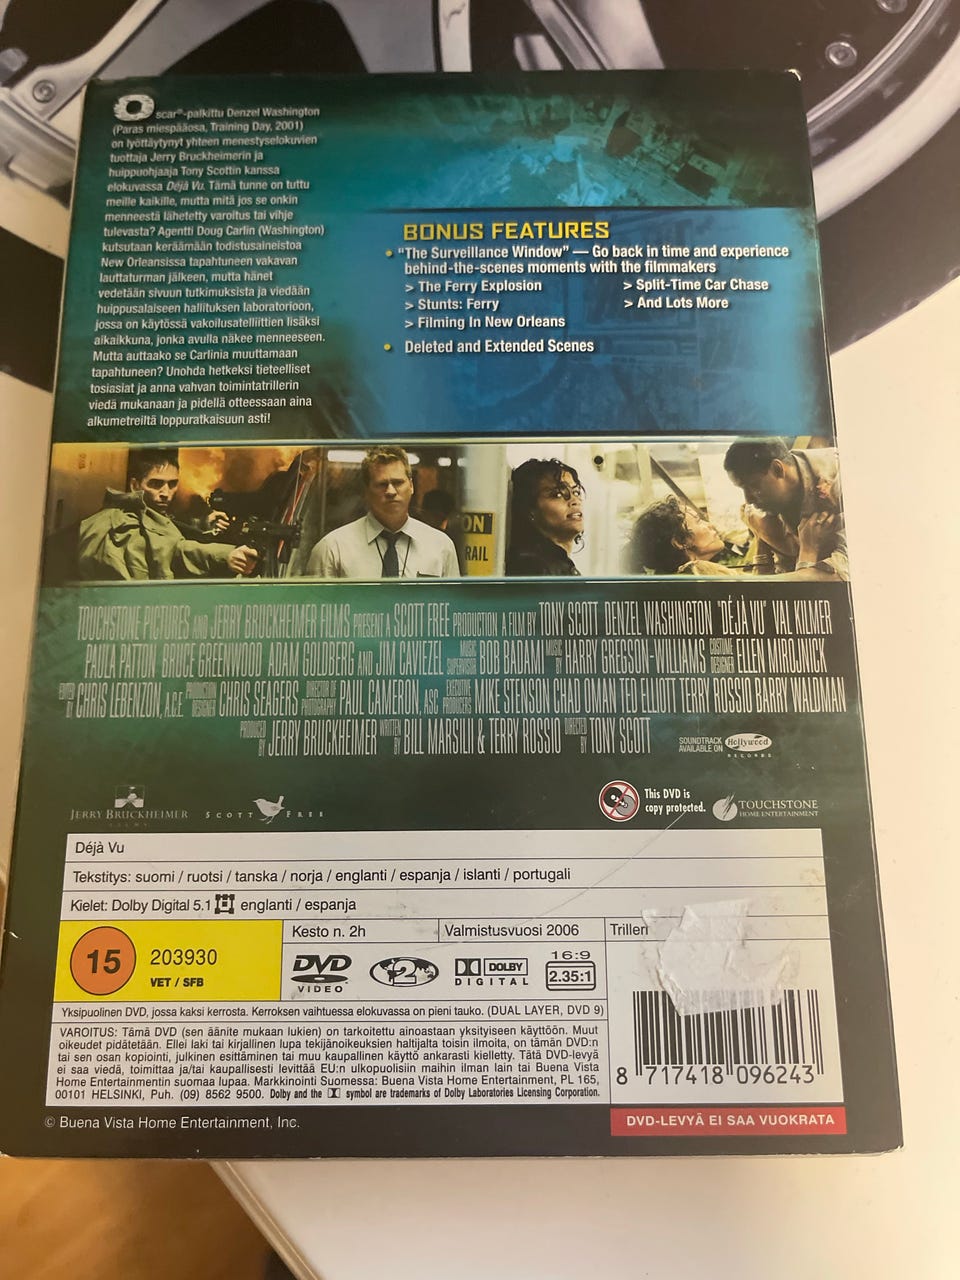 Oscar®-palkittu Denzel Washington
(Paras miespääosa, Training Day, 2001)
on lyöttäytynyt yhteen menestyselokuvien
tuottaja Jerry Bruckheimerin ja
huippuohjaaja Tony Scottin kanssa
elokuvassa Déjà Vu. Tämä tunne on tuttu
meille kaikille, mutta mitä jos se onkin
menneestä lähetetty varoitus tai vihje
tulevasta? Agentti Doug Carlin (Washington)
kutsutaan keräämään todistusaineistoa
New Orleansissa tapahtuneen vakavan
lauttaturman jälkeen, mutta hänet
vedetään sivuun tutkimuksista ja viedään
huippusalaiseen hallituksen laboratorioon,
jossa on käytössä vakoilusatelliittien lisäksi
aikaikkuna, jonka avulla näkee menneeseen.
Mutta auttaako se Carlinia muuttamaan
tapahtuneen? Unohda hetkeksi tieteelliset
tosiasiat ja anna vahvan toimintatrillerin
viedä mukanaan ja pidellä otteessaan aina
alkumetreiltä loppuratkaisuun asti!
BONUS FEATURES
• "The Surveillance Window" — Go back in time and experience
behind-the-scenes moments with the filmmakers
> The Ferry Explosion
> Stunts: Ferry
> Filming In New Orleans
> Split-Time Car Chase
> And Lots More
• Deleted and Extended Scenes
ON
RAIL
TOUCHSTONE PICTURES AND JERRY BRUCKHEIMER FILMS PRESENT A SCOTT FREE PRODUCTION A FILM BY TONY SCOTT DENZEL WASHINGTON "DÉJÀ VU" VAL KILMER
PAULA PATTON BRUCE GREENWOOD ADAM GOLDBERG AND JIM CAVIEZEL MUSIC SUPERVISOR BOB BADAMI MUSIC BY HARRY GREGSON-WILLIAMS COSTUME DESIGNER ELLEN MIROJNICK
EDITED BY CHRIS LEBENZON, A.C.E. PRODUCTION DESIGNER CHRIS SEAGERS DIRECTOR OF PHOTOGRAPHY PAUL CAMERON, ASC EXECUTIVE PRODUCERS MIKE STENSON CHAD OMAN TED ELLIOTT TERRY ROSSIO BARRY WALDMAN
PRODUCED BY JERRY BRUCKHEIMER WRITTEN BY BILL MARSILII & TERRY ROSSIO DIRECTED BY TONY SCOTT
SOUNDTRACK AVAILABLE ON Hollywood RECORDS
JERRY BRUCKHEIMER FILMS
SCOTT FREE
This DVD is
copy protected.
TOUCHSTONE
HOME ENTERTAINMENT
Déjà Vu
Tekstitys: suomi / ruotsi / tanska / norja / englanti / espanja / islanti / portugali
Kielet: Dolby Digital 5.1 englanti / espanja
15
203930
VET / SFB
Kesto n. 2h
Valmistusvuosi 2006
Trilleri
DVD VIDEO
2
DOLBY DIGITAL
16:9
2.35:1
Yksipuolinen DVD, jossa kaksi kerrosta. Kerroksen vaihtuessa elokuvassa on pieni tauko. (DUAL LAYER, DVD 9)
VAROITUS: Tämä DVD (sen äänite mukaan lukien) on tarkoitettu ainoastaan yksityiseen käyttöön. Muut
oikeudet pidätetään. Ellei laki tai kirjallinen lupa tekijänoikeuksien haltijalta toisin ilmoita, on tämän DVD:n
tai sen osan kopiointi, julkinen esittäminen tai muu kaupallinen käyttö ankarasti kielletty. Tätä DVD-levyä
ei saa viedä, toimittaa ja/tai kaupallisesti levittää EU:n ulkopuolisiin maihin ilman lain tai Buena Vista
Home Entertainmentin suomaa lupaa. Markkinointi Suomessa: Buena Vista Home Entertainment, PL 165,
00101 HELSINKI, Puh. (09) 8562 9500. Dolby and the symbol are trademarks of Dolby Laboratories Licensing Corporation.
8 717418 096243
© Buena Vista Home Entertainment, Inc.
DVD-LEVYÄ EI SAA VUOKRATA